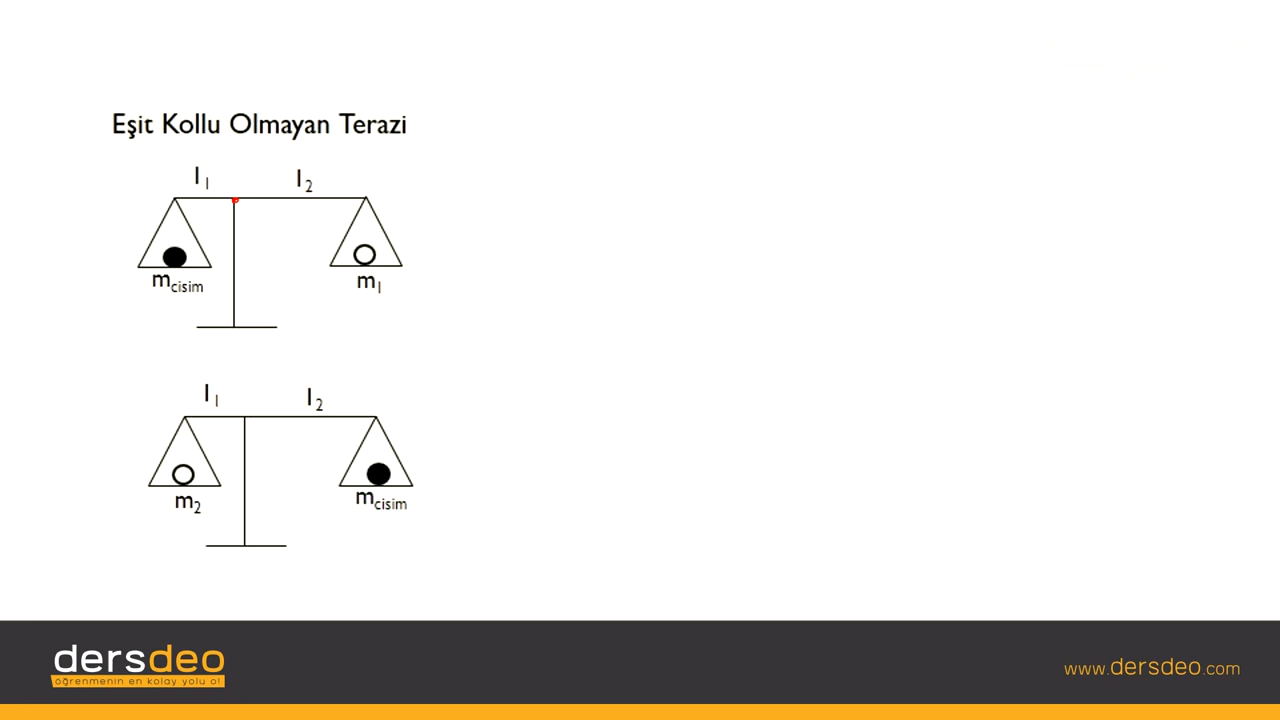 Eşit Kollu Olmayan Terazi
l1 l2
mcisim m1
l1 l2
m2 mcisim
dersdeo
öğrenmenin en kolay yolu o!
www.dersdeo.com